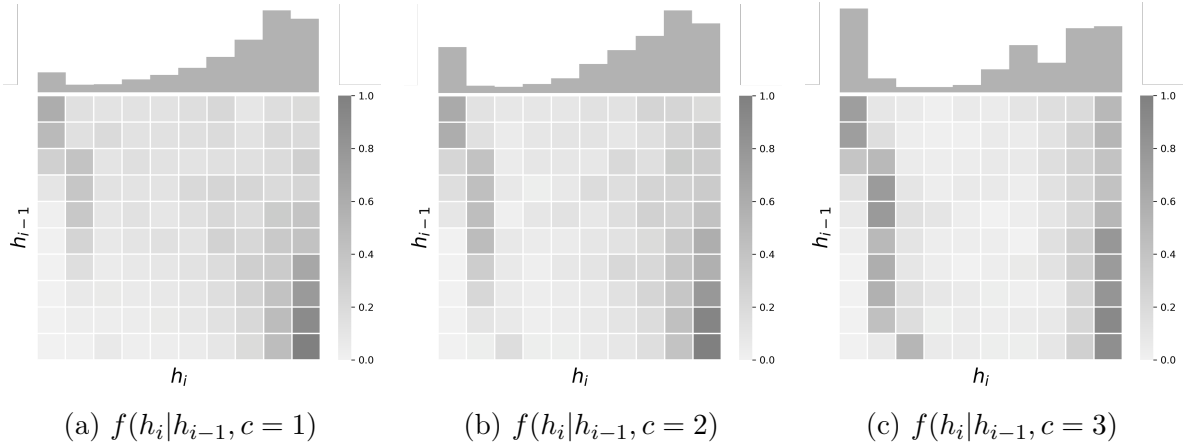 1.0
0.8
0.6
0.4
0.2
0.0
h_{i-1}
h_i
(a) f(h_i|h_{i-1}, c = 1)
1.0
0.8
0.6
0.4
0.2
0.0
h_{i-1}
h_i
(b) f(h_i|h_{i-1}, c = 2)
1.0
0.8
0.6
0.4
0.2
0.0
h_{i-1}
h_i
(c) f(h_i|h_{i-1}, c = 3)